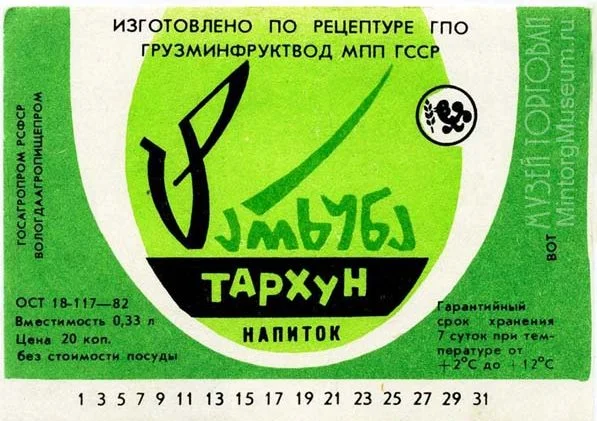 ИЗГОТОВЛЕНО ПО РЕЦЕПТУРЕ ГПО
ГРУЗМИНФРУКТВОД МПП ГССР
ГОСАГРОПРОМ РСФСР
ВОЛОГДААГРОПИЩЕПРОМ
ტარხუნა
ТАРХУН
НАПИТОК
ОСТ 18-117—82
Вместимость 0,33 л
Цена 20 коп.
без стоимости посуды
Гарантийный
срок хранения
7 суток при тем-
пературе от
+2°С до +12°С
ВОТ
МУЗЕЙ ТОРГОВЛИ
MintorgMuseum.ru
1 3 5 7 9 11 13 15 17 19 21 23 25 27 29 31